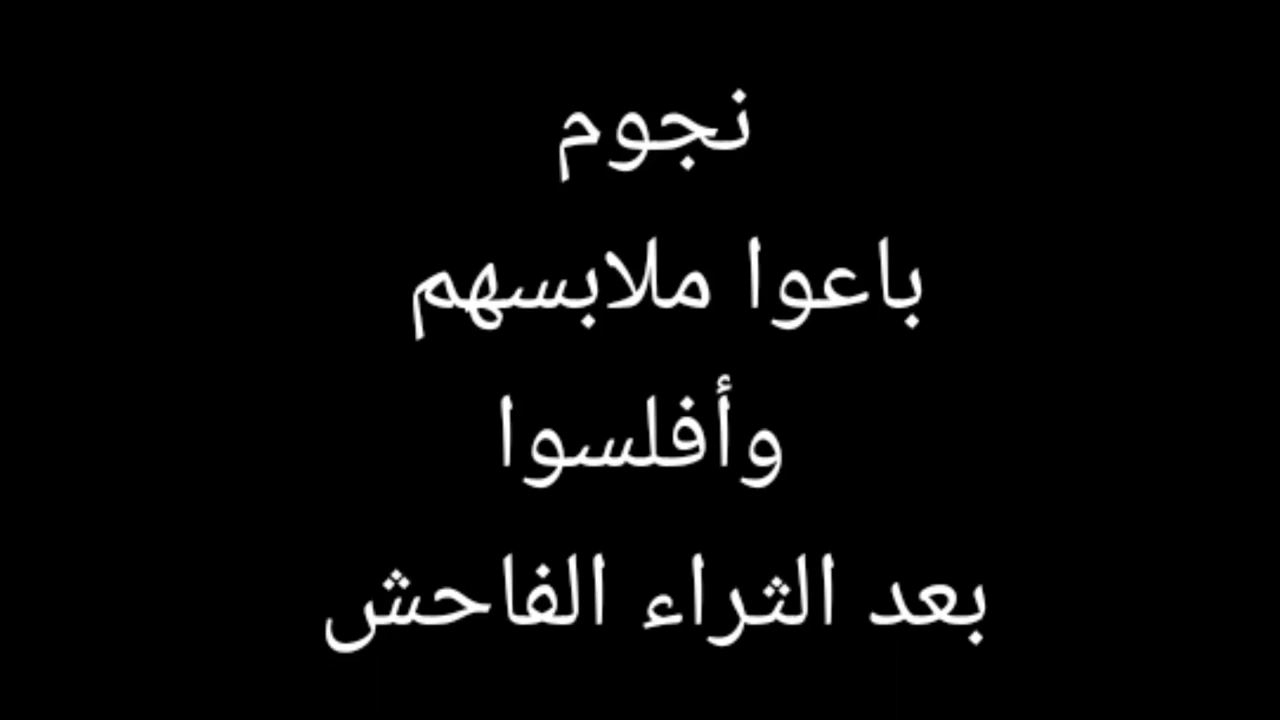 نجوم
باعوا ملابسهم
وأفلسوا
بعد الثراء الفاحش